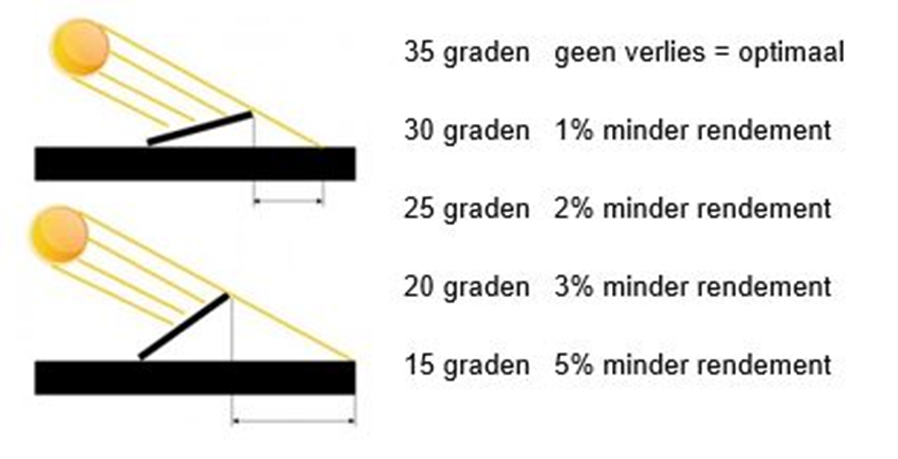 35 graden geen verlies = optimaal
30 graden 1% minder rendement
25 graden 2% minder rendement
20 graden 3% minder rendement
15 graden 5% minder rendement